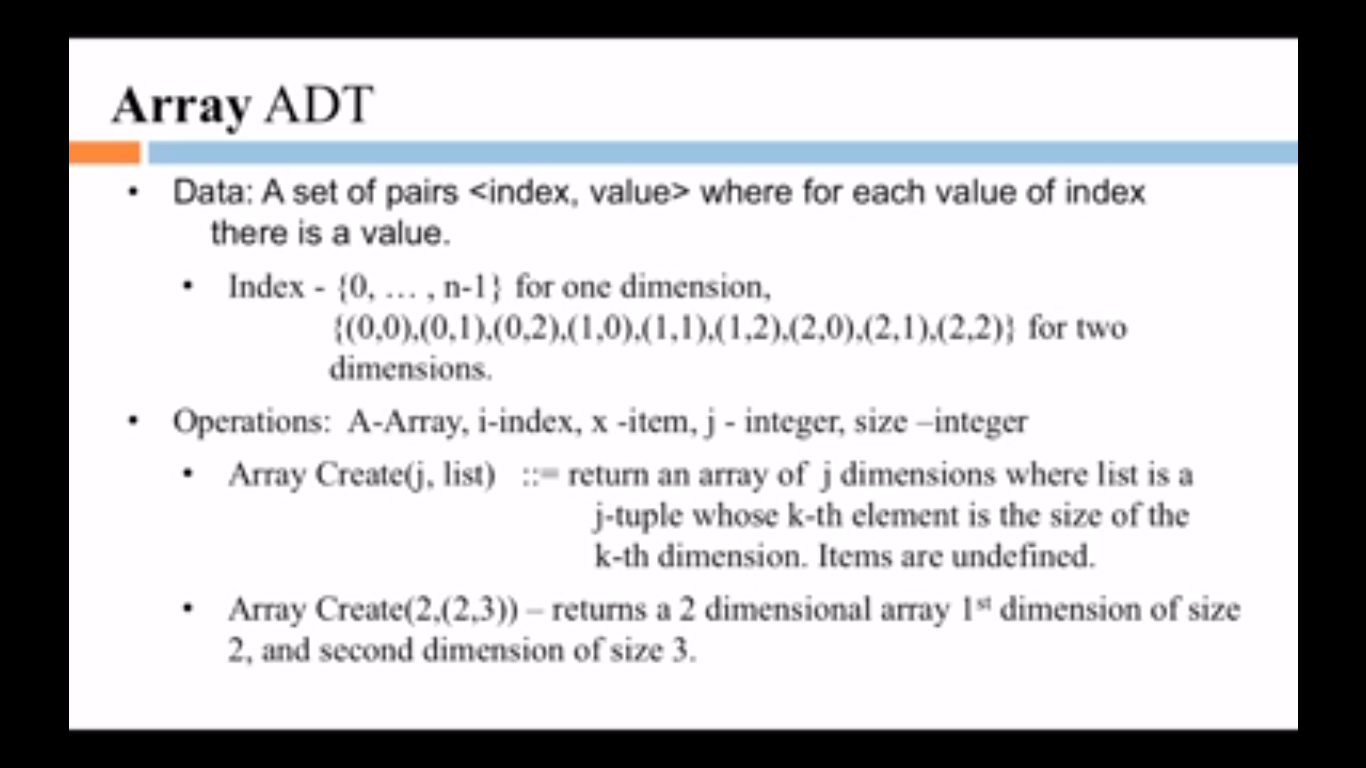 Array ADT
• Data: A set of pairs <index, value> where for each value of index
there is a value.
• Index - {0, … , n-1} for one dimension,
{(0,0),(0,1),(0,2),(1,0),(1,1),(1,2),(2,0),(2,1),(2,2)} for two
dimensions.
• Operations: A-Array, i-index, x -item, j - integer, size –integer
• Array Create(j, list) ::= return an array of j dimensions where list is a
j-tuple whose k-th element is the size of the
k-th dimension. Items are undefined.
• Array Create(2,(2,3)) – returns a 2 dimensional array 1st dimension of size
2, and second dimension of size 3.